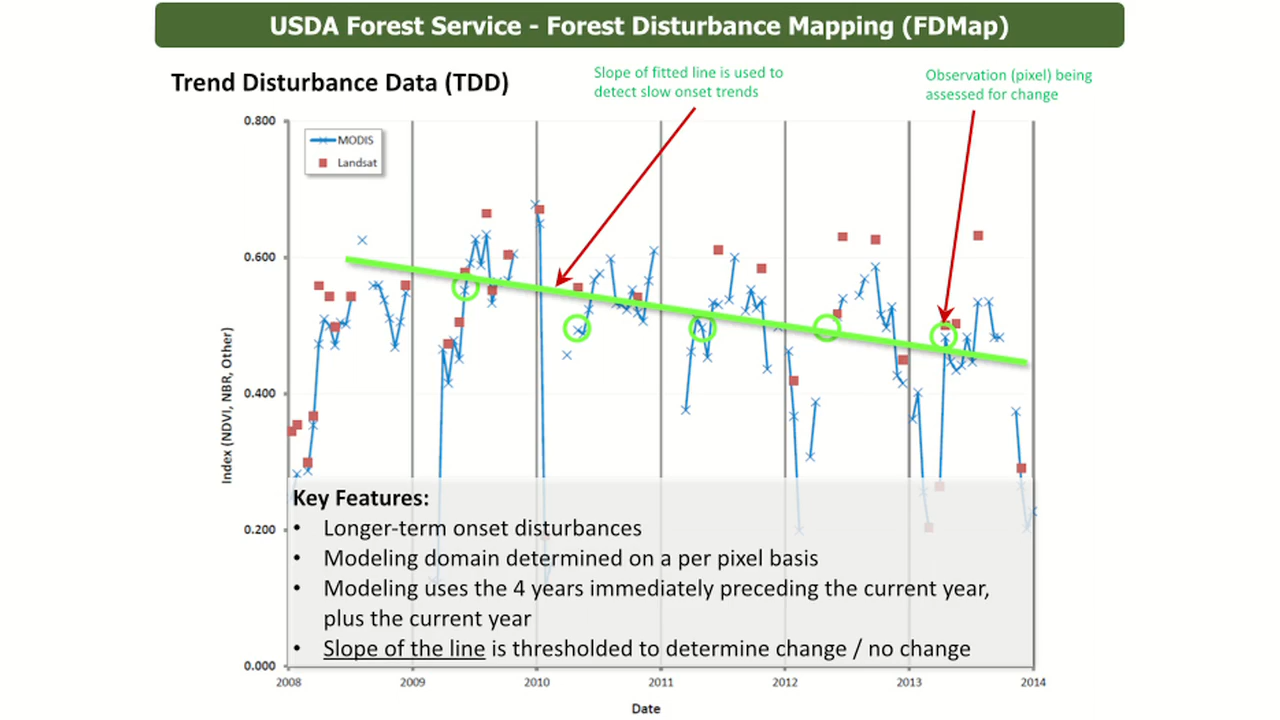 USDA Forest Service - Forest Disturbance Mapping (FDMap)
Trend Disturbance Data (TDD)
Slope of fitted line is used to
detect slow onset trends
Observation (pixel) being
assessed for change
MODIS
Landsat
Index (NDVI, NBR, Other)
0.800
0.600
0.400
0.200
0.000
Key Features:
• Longer-term onset disturbances
• Modeling domain determined on a per pixel basis
• Modeling uses the 4 years immediately preceding the current year,
plus the current year
• Slope of the line is thresholded to determine change / no change
2008 2009 2010 2011 2012 2013 2014
Date